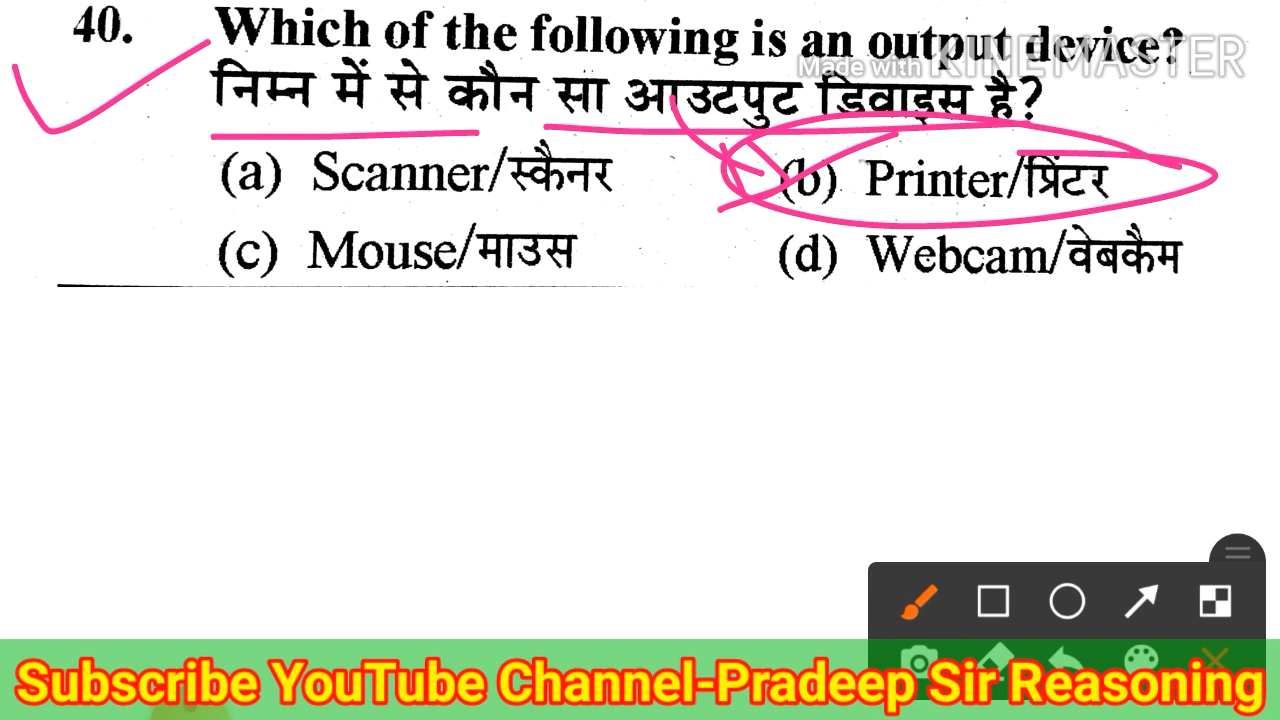 40. Which of the following is an output device?
Made with KINEMASTER
निम्न में से कौन सा आउटपुट डिवाइस है?
(a) Scanner/स्कैनर (b) Printer/प्रिंटर
(c) Mouse/माउस (d) Webcam/वेबकैम
Subscribe YouTube Channel-Pradeep Sir Reasoning